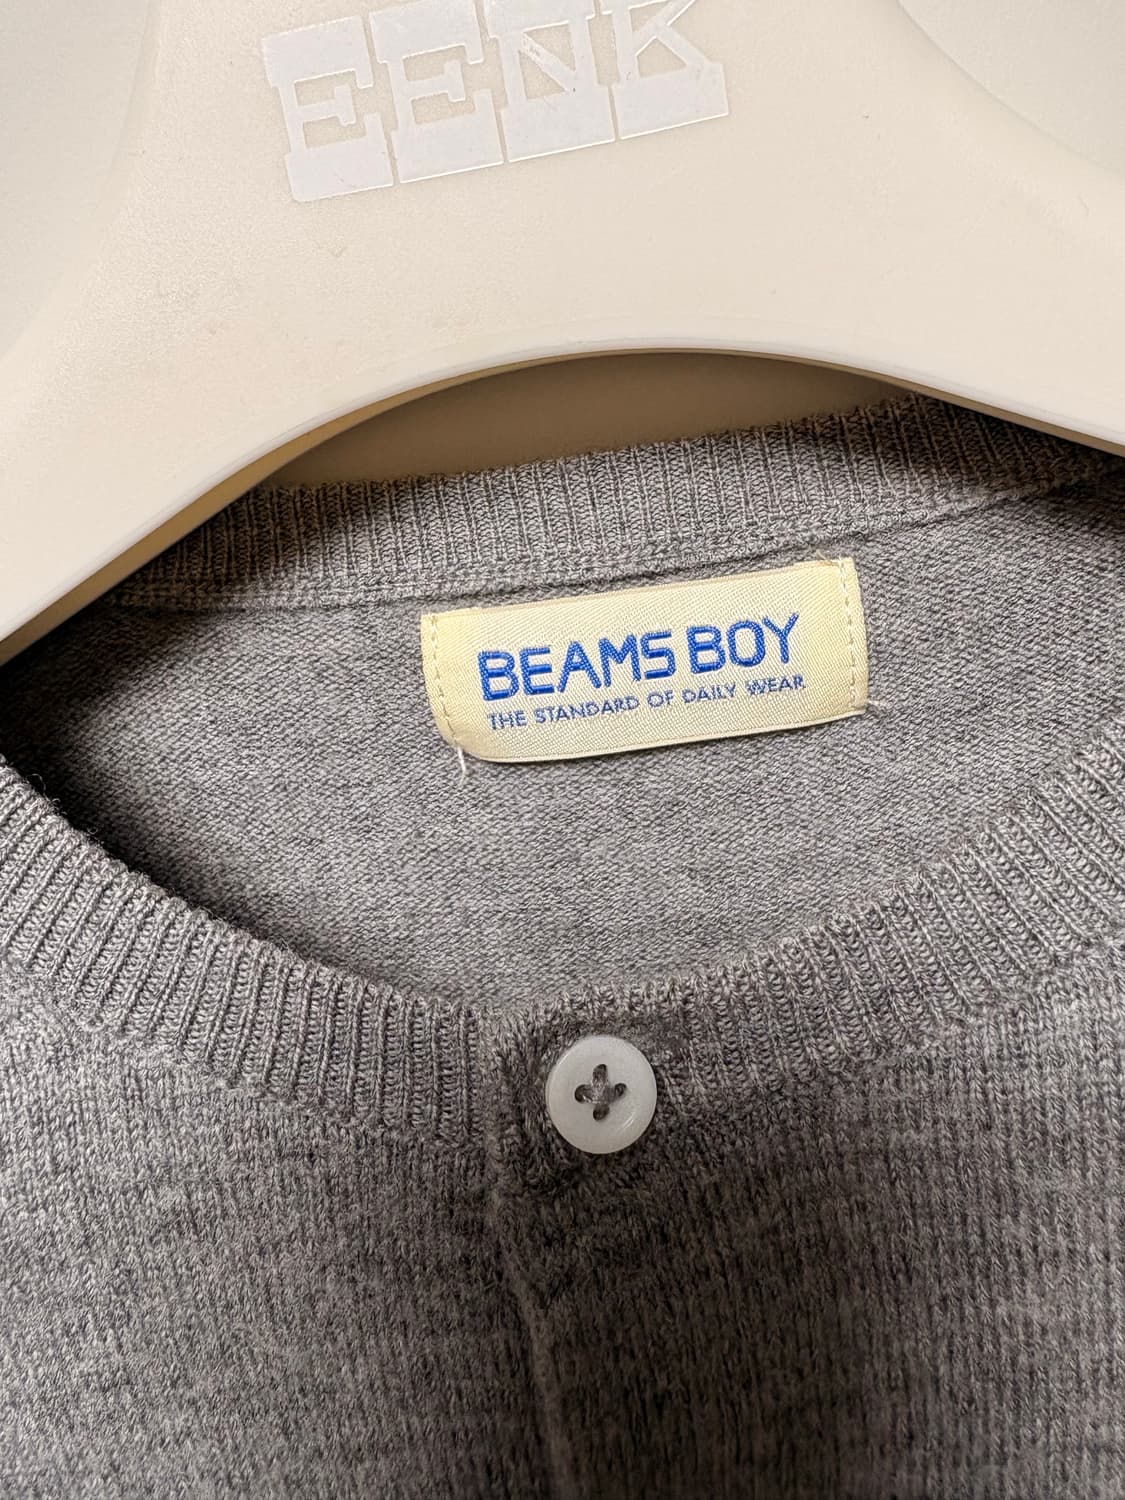 EENK
BEAMS BOY
THE STANDARD OF DAILY WEAR